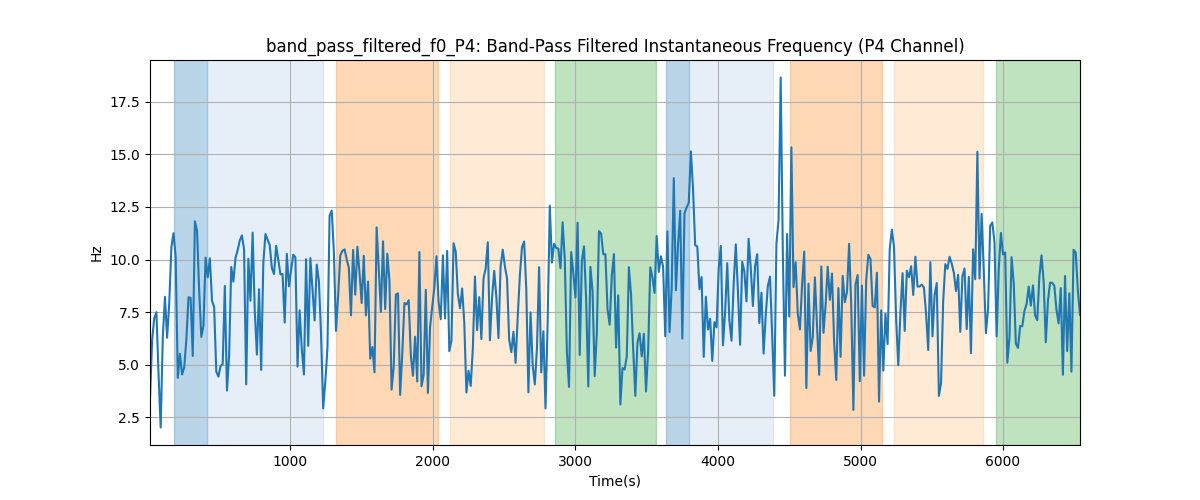 band_pass_filtered_f0_P4: Band-Pass Filtered Instantaneous Frequency (P4 Channel)
17.5
15.0
12.5
10.0
7.5
5.0
2.5
Hz
1000 2000 3000 4000 5000 6000
Time(s)